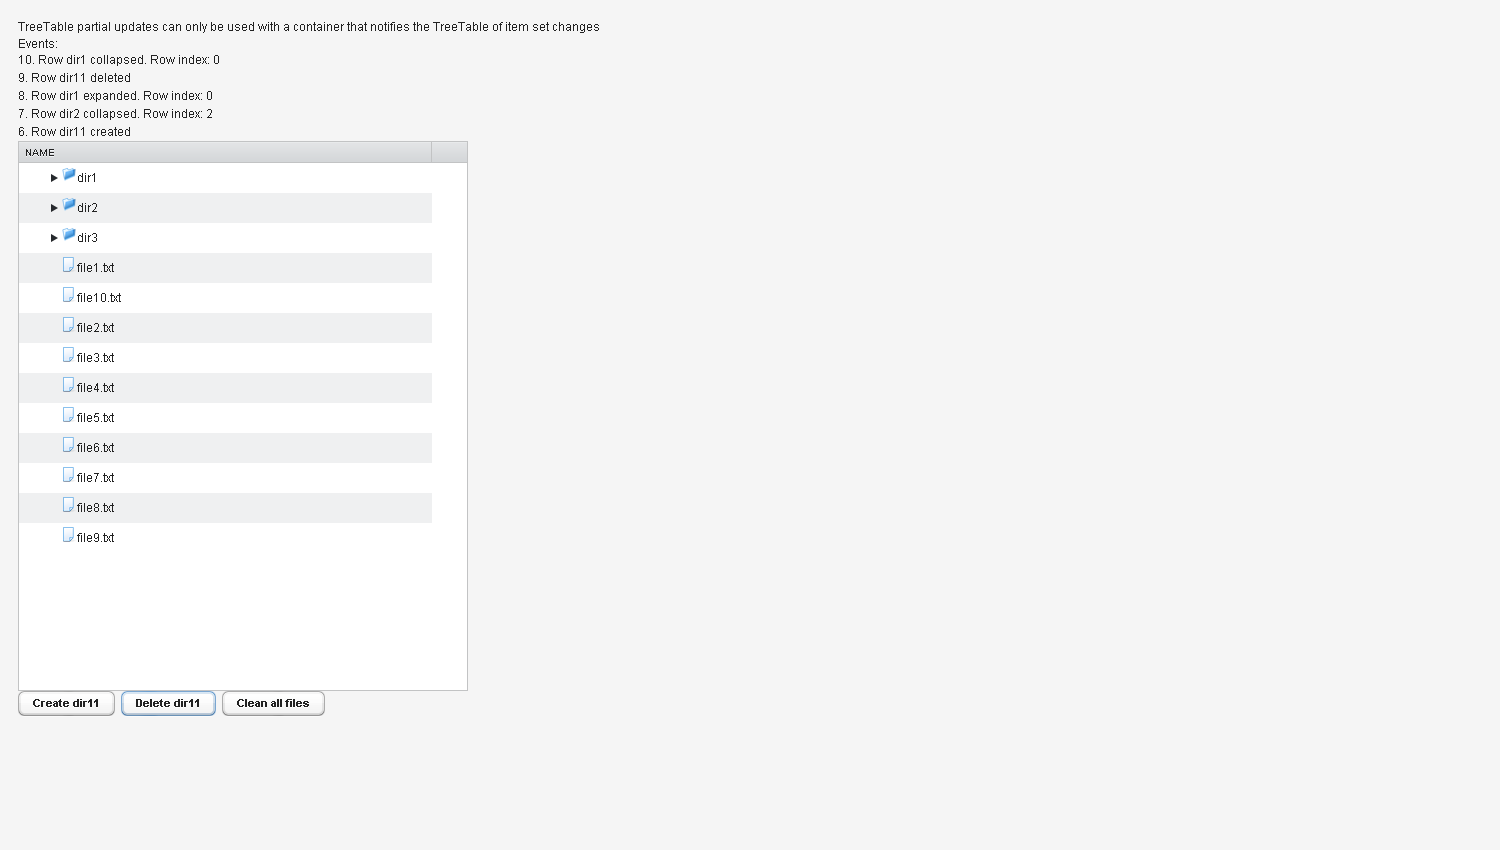 TreeTable partial updates can only be used with a container that notifies the TreeTable of item set changes
Events:
10. Row dir1 collapsed. Row index: 0
9. Row dir11 deleted
8. Row dir1 expanded. Row index: 0
7. Row dir2 collapsed. Row index: 2
6. Row dir11 created
NAME
dir1
dir2
dir3
file1.txt
file10.txt
file2.txt
file3.txt
file4.txt
file5.txt
file6.txt
file7.txt
file8.txt
file9.txt
Create dir11 Delete dir11 Clean all files